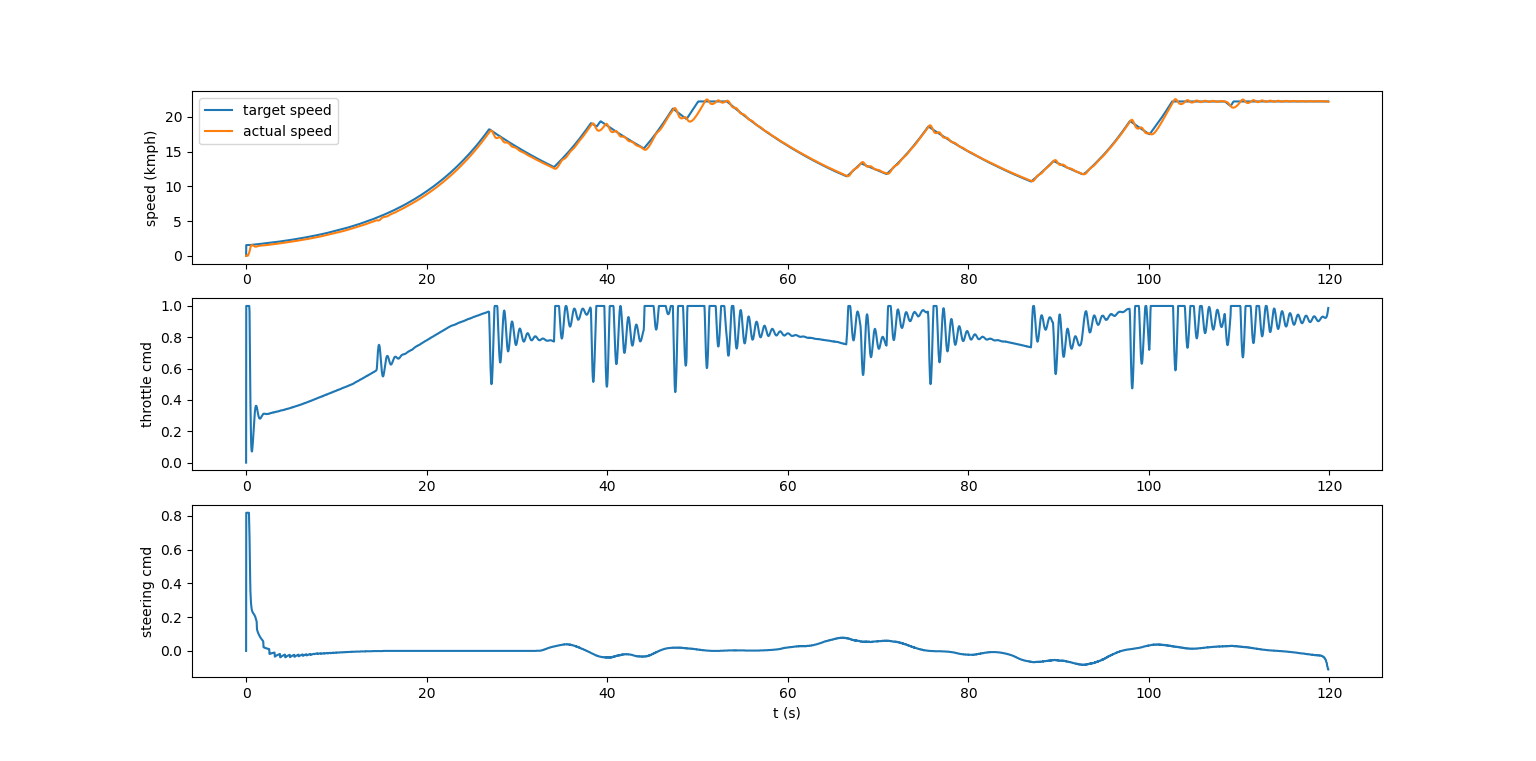 speed (kmph)
20
15
10
5
0
target speed
actual speed
0 20 40 60 80 100 120
throttle cmd
1.0
0.8
0.6
0.4
0.2
0.0
0 20 40 60 80 100 120
steering cmd
0.8
0.6
0.4
0.2
0.0
0 20 40 60 80 100 120
t (s)